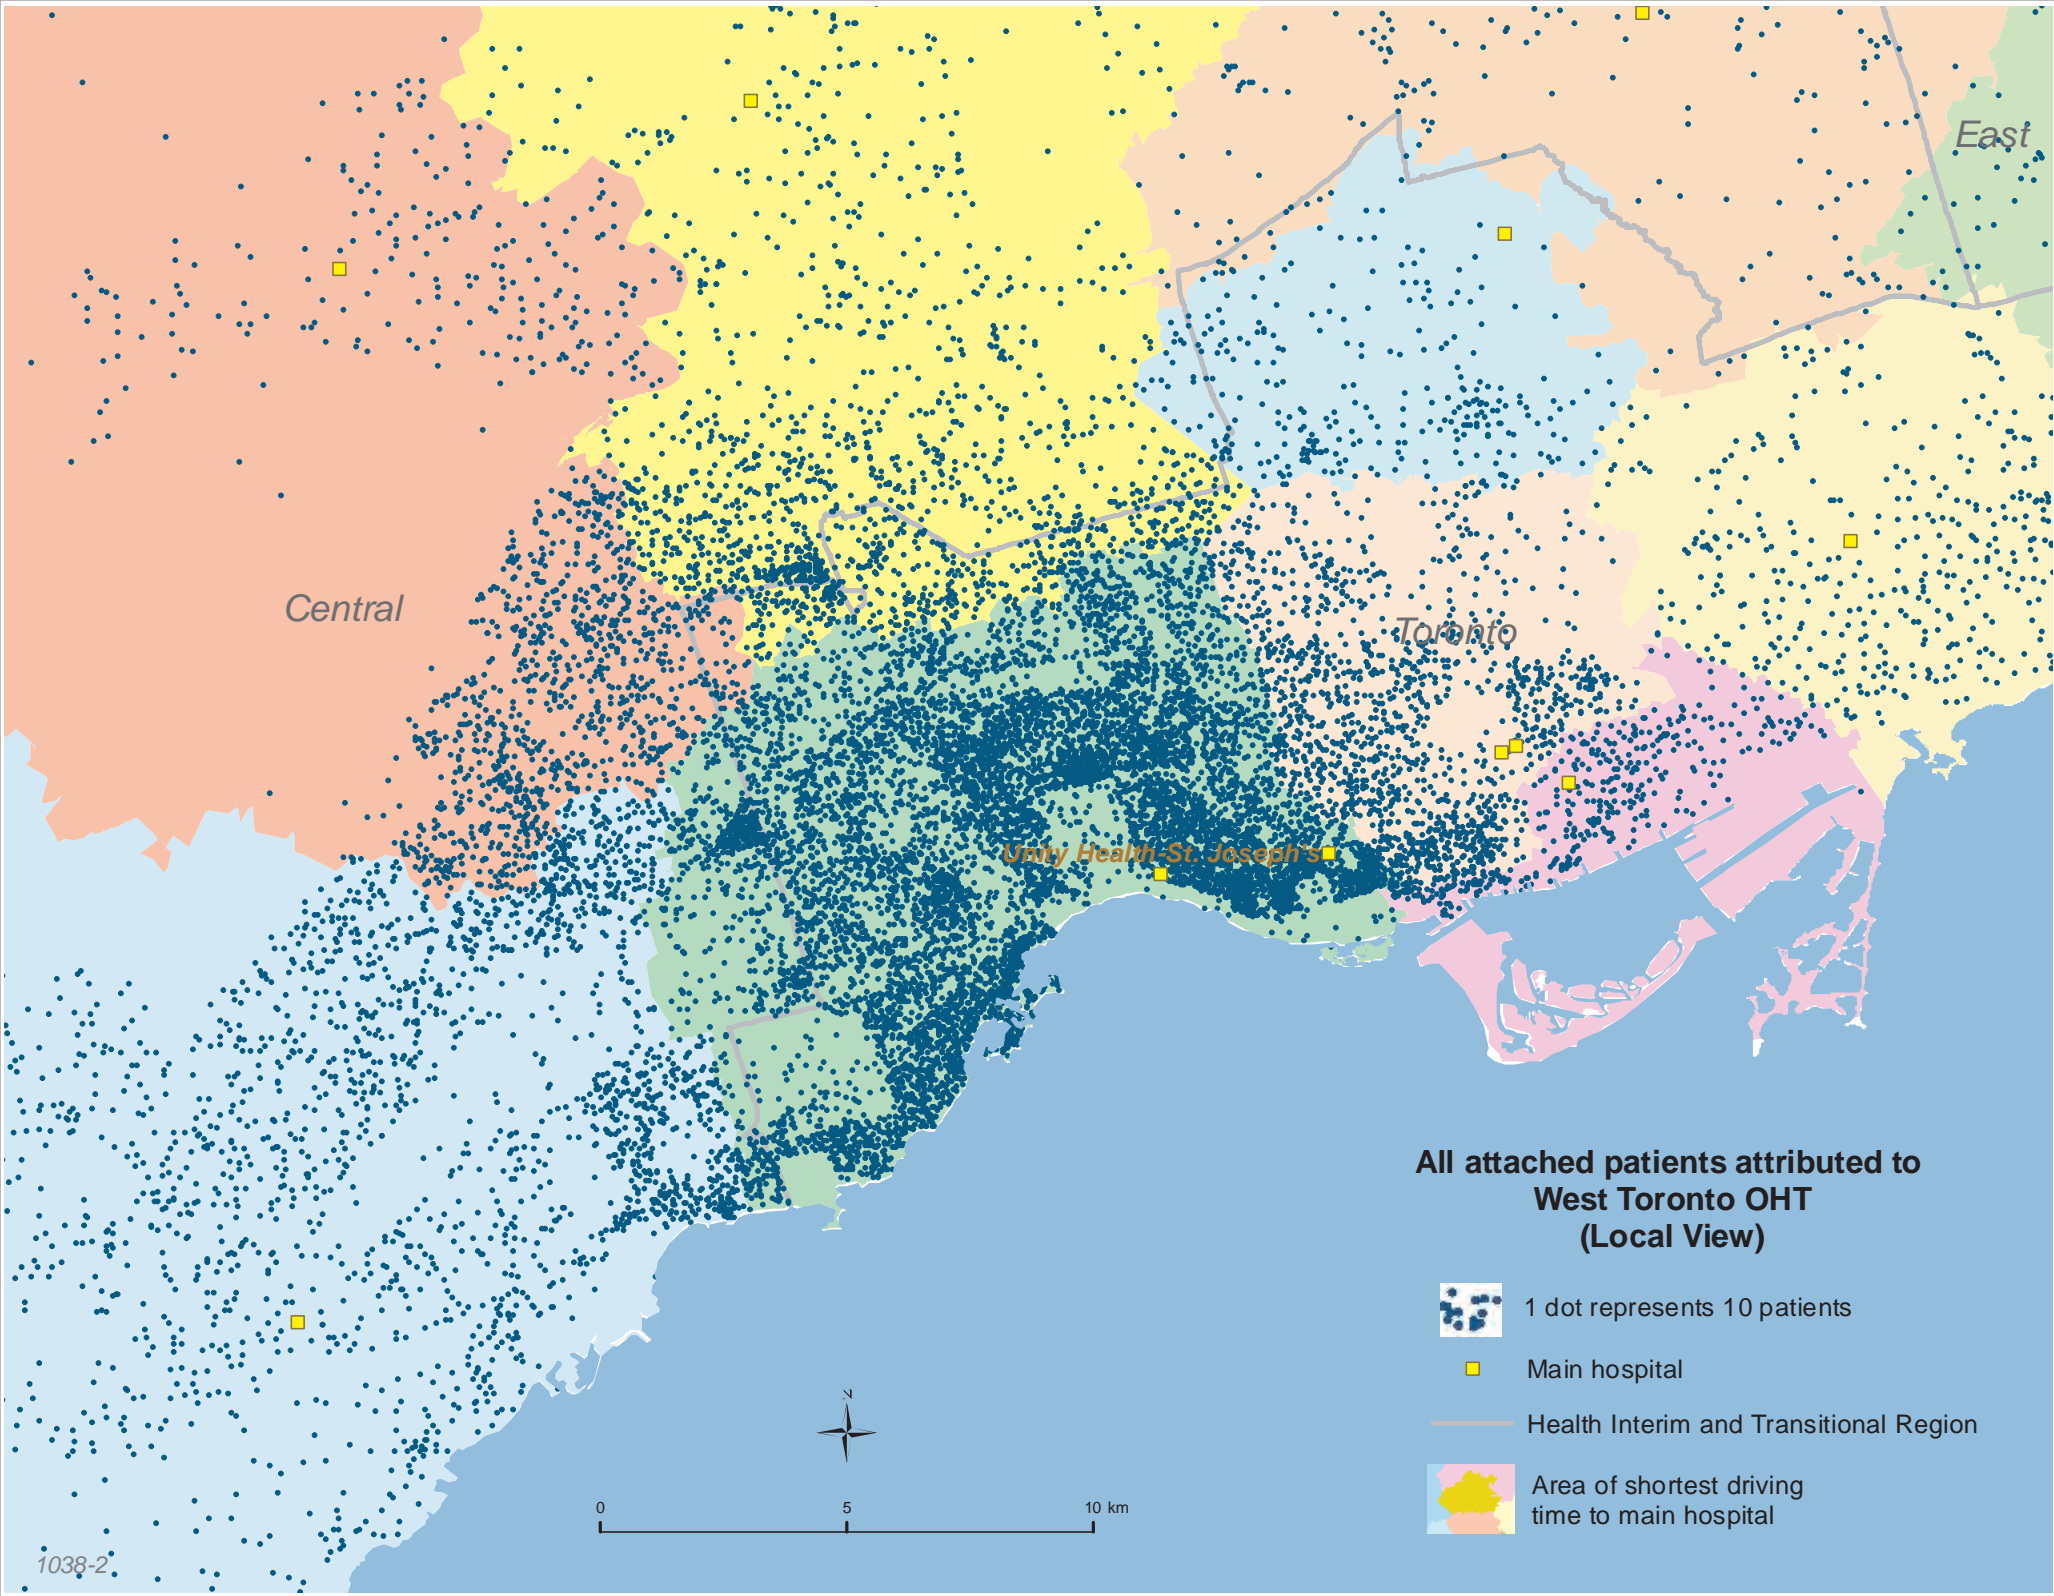 East
Central
Toronto
Unity Health-St. Joseph's
All attached patients attributed to
West Toronto OHT
(Local View)
1 dot represents 10 patients
Main hospital
Health Interim and Transitional Region
Area of shortest driving
time to main hospital
N
0 5 10 km
1038-2